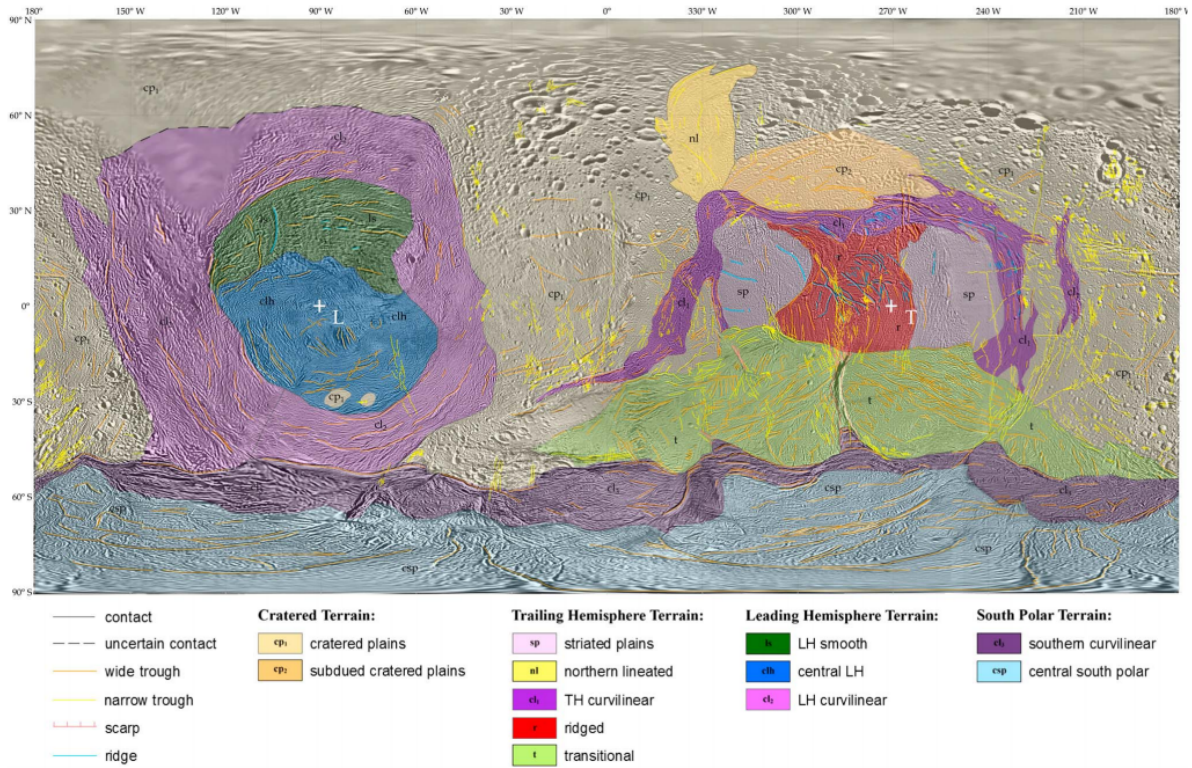 180° 150° W 120° W 90° W 60° W 30° W 0° 330° W 300° W 270° W 240° W 210° W 180° W
90° N
60° N
30° N
0°
30° S
60° S
90° S
cp₁
nl
cl₂
cp₂
cp₁
cp₁
ls
ls
cl₁
r
clh
clh
L
cl₂
cp₁
cl₁
sp
T
r
sp
cl₁
cl₁
cp₁
cp₁
cp₂
cl₂
t
t
t
csp
cl₃
csp
cl₃
csp
csp
contact
uncertain contact
wide trough
narrow trough
scarp
ridge
Cratered Terrain:
cp₁ cratered plains
cp₂ subdued cratered plains
Trailing Hemisphere Terrain:
sp striated plains
nl northern lineated
cl₁ TH curvilinear
r ridged
t transitional
Leading Hemisphere Terrain:
ls LH smooth
clh central LH
cl₂ LH curvilinear
South Polar Terrain:
cl₃ southern curvilinear
csp central south polar